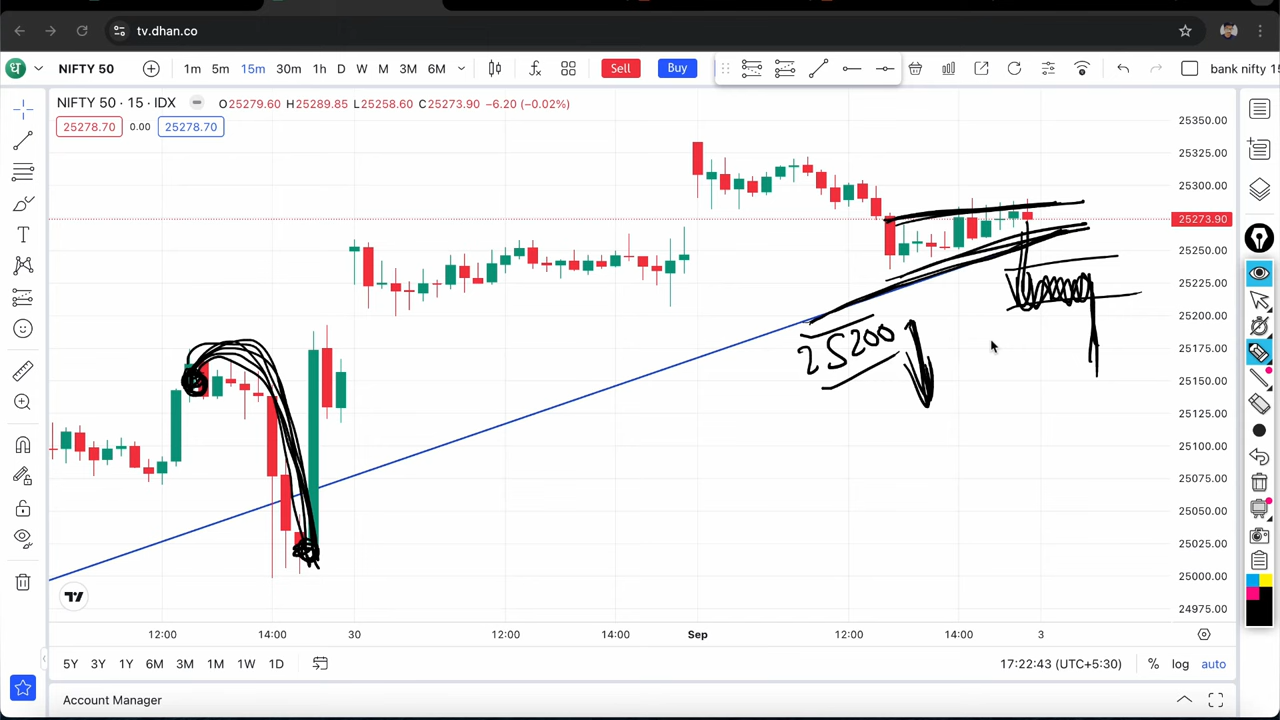 tv.dhan.co
NIFTY 50 1m 5m 15m 30m 1h D W M 3M 6M Sell Buy bank nifty 15
NIFTY 50 · 15 · IDX O25279.60 H25289.85 L25258.60 C25273.90 −6.20 (−0.02%)
25278.70 0.00 25278.70
25350.00
25325.00
25300.00
25273.90
25250.00
25225.00
25200.00
25175.00
25150.00
25125.00
25100.00
25075.00
25050.00
25025.00
25000.00
24975.00
25200
12:00 14:00 30 12:00 14:00 Sep 12:00 14:00 3
5Y 3Y 1Y 6M 3M 1M 1W 1D 17:22:43 (UTC+5:30) % log auto
Account Manager